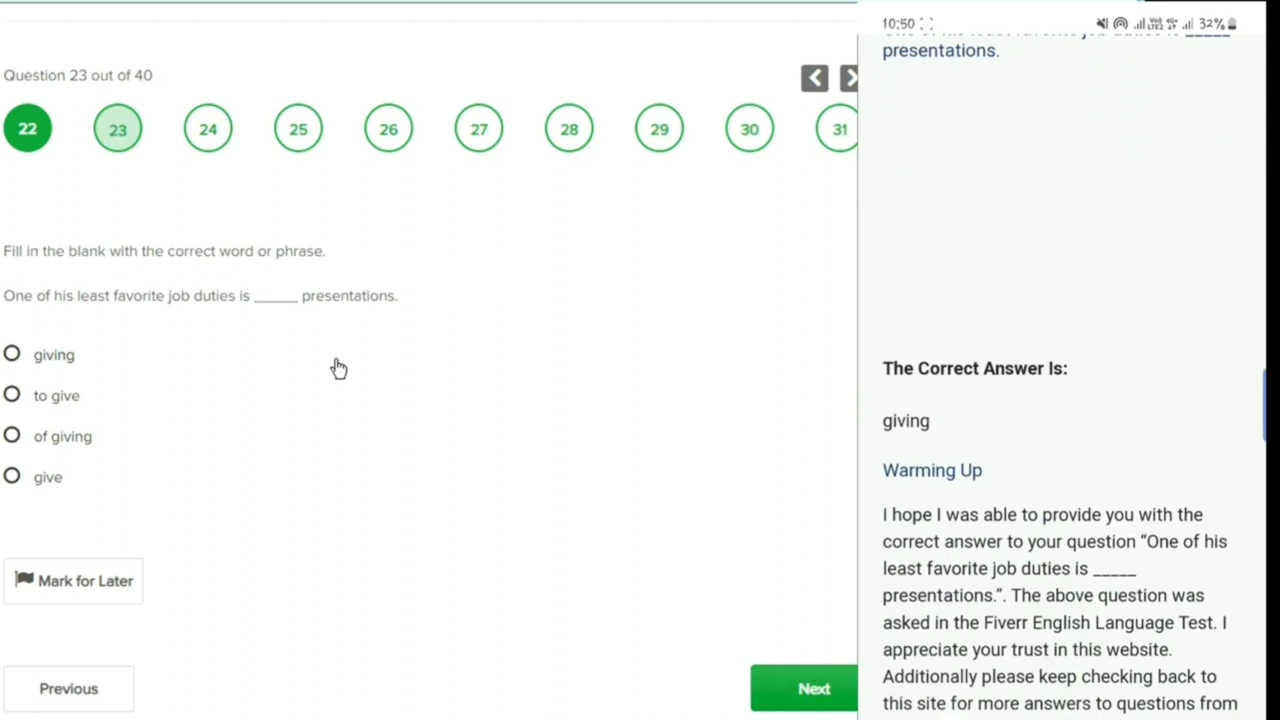 Question 23 out of 40
22 23 24 25 26 27 28 29 30 31
Fill in the blank with the correct word or phrase.
One of his least favorite job duties is _____ presentations.
giving
to give
of giving
give
Mark for Later
Previous
Next
10:50
32%
presentations.
The Correct Answer Is:
giving
Warming Up
I hope I was able to provide you with the
correct answer to your question “One of his
least favorite job duties is _____
presentations.”. The above question was
asked in the Fiverr English Language Test. I
appreciate your trust in this website.
Additionally please keep checking back to
this site for more answers to questions from